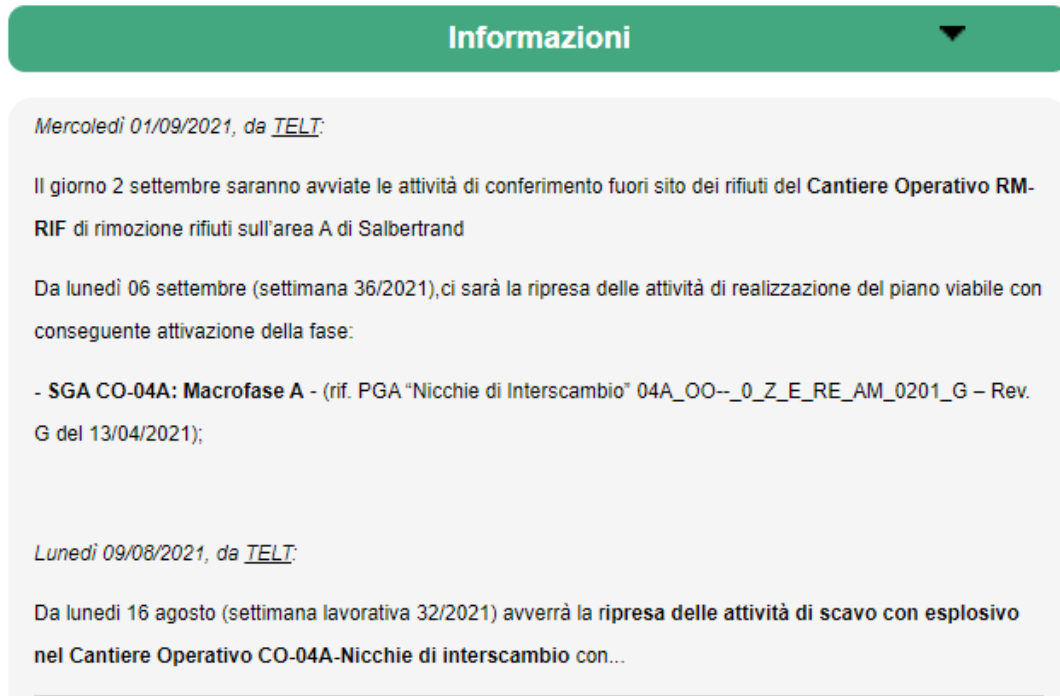 Informazioni
Mercoledì 01/09/2021, da TELT:
Il giorno 2 settembre saranno avviate le attività di conferimento fuori sito dei rifiuti del Cantiere Operativo RM-
RIF di rimozione rifiuti sull'area A di Salbertrand
Da lunedì 06 settembre (settimana 36/2021),ci sarà la ripresa delle attività di realizzazione del piano viabile con
conseguente attivazione della fase:
- SGA CO-04A: Macrofase A - (rif. PGA “Nicchie di Interscambio” 04A_OO--_0_Z_E_RE_AM_0201_G – Rev.
G del 13/04/2021);
Lunedì 09/08/2021, da TELT:
Da lunedi 16 agosto (settimana lavorativa 32/2021) avverrà la ripresa delle attività di scavo con esplosivo
nel Cantiere Operativo CO-04A-Nicchie di interscambio con...